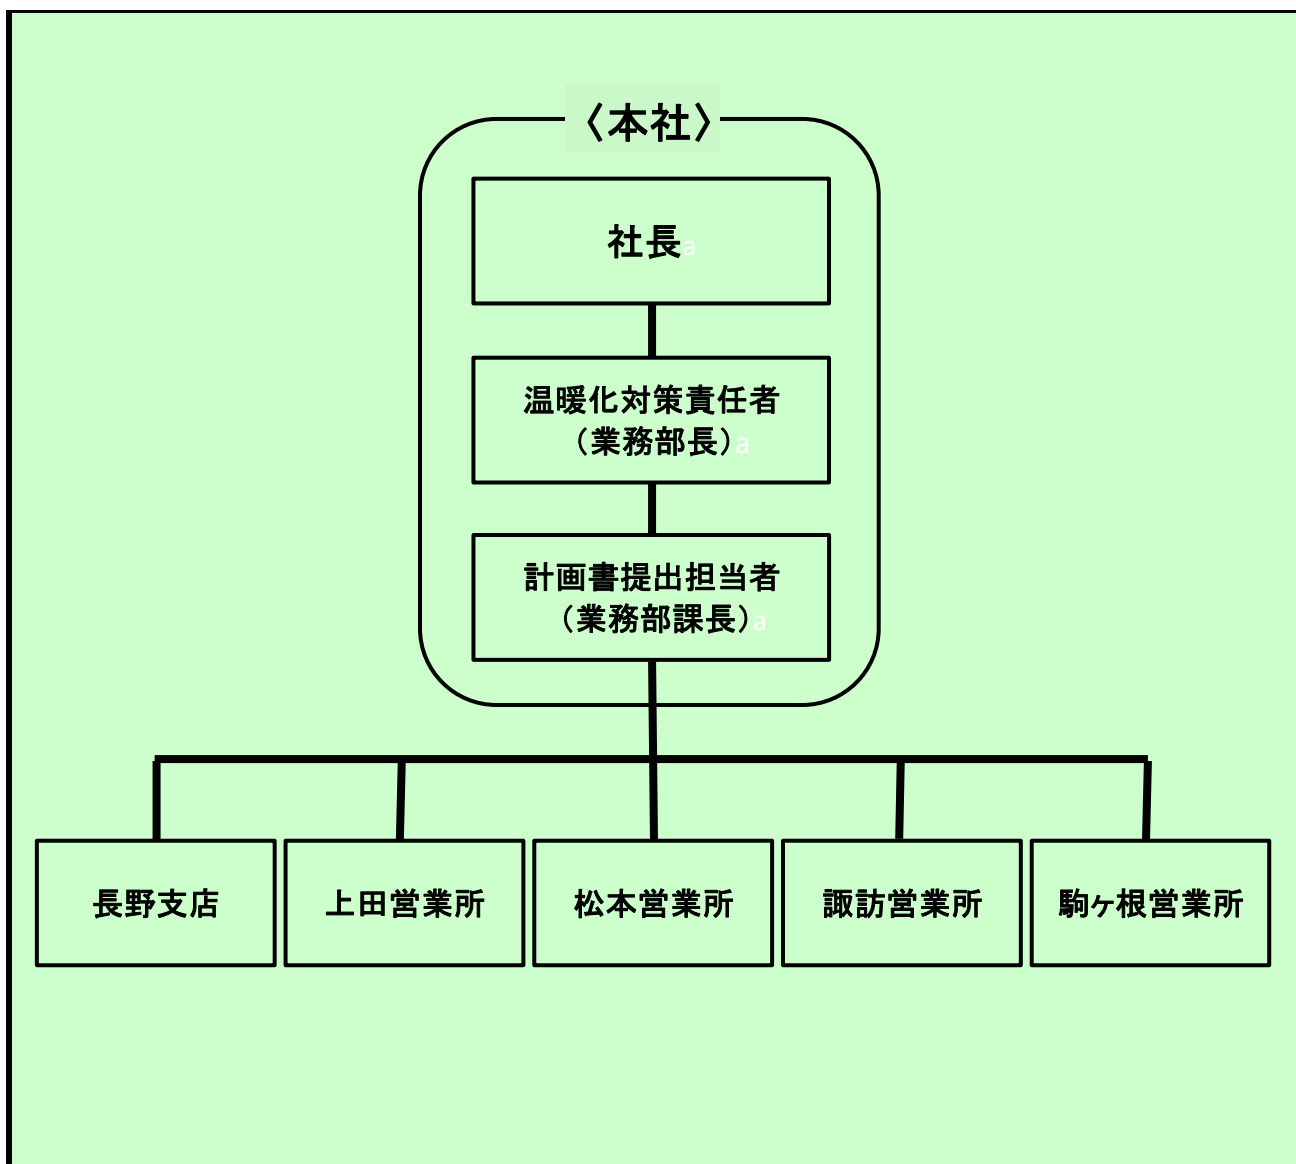 〈本社〉
社長a
温暖化対策責任者
（業務部長）a
計画書提出担当者
（業務部課長）a
長野支店
上田営業所
松本営業所
諏訪営業所
駒ヶ根営業所